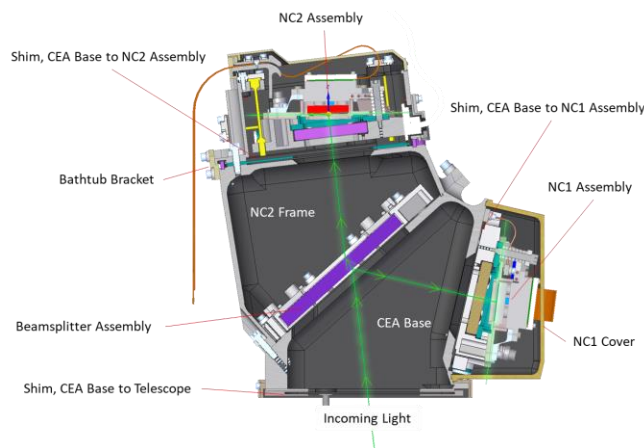 NC2 Assembly
Shim, CEA Base to NC2 Assembly
Shim, CEA Base to NC1 Assembly
Bathtub Bracket
NC1 Assembly
NC2 Frame
Beamsplitter Assembly
CEA Base
NC1 Cover
Shim, CEA Base to Telescope
Incoming Light